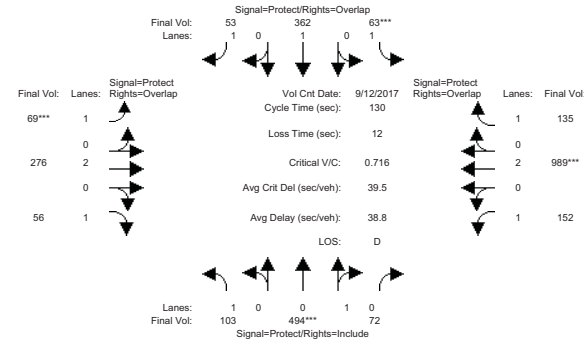 Signal=Protect/Rights=Overlap
Final Vol: 53 362 63***
Lanes: 1 0 1 0 1
Signal=Protect Signal=Protect
Final Vol: Lanes: Rights=Overlap Vol Cnt Date: 9/12/2017 Rights=Overlap Lanes: Final Vol
Cycle Time (sec): 130
69*** 1 1 135
Loss Time (sec): 12
0 0
276 2 Critical V/C: 0.716 2 989***
0 Avg Crit Del (sec/veh): 39.5 0
56 1 Avg Delay (sec/veh): 38.8 1 152
LOS: D
Lanes: 1 0 0 1 0
Final Vol: 103 494*** 72
Signal=Protect/Rights=Include